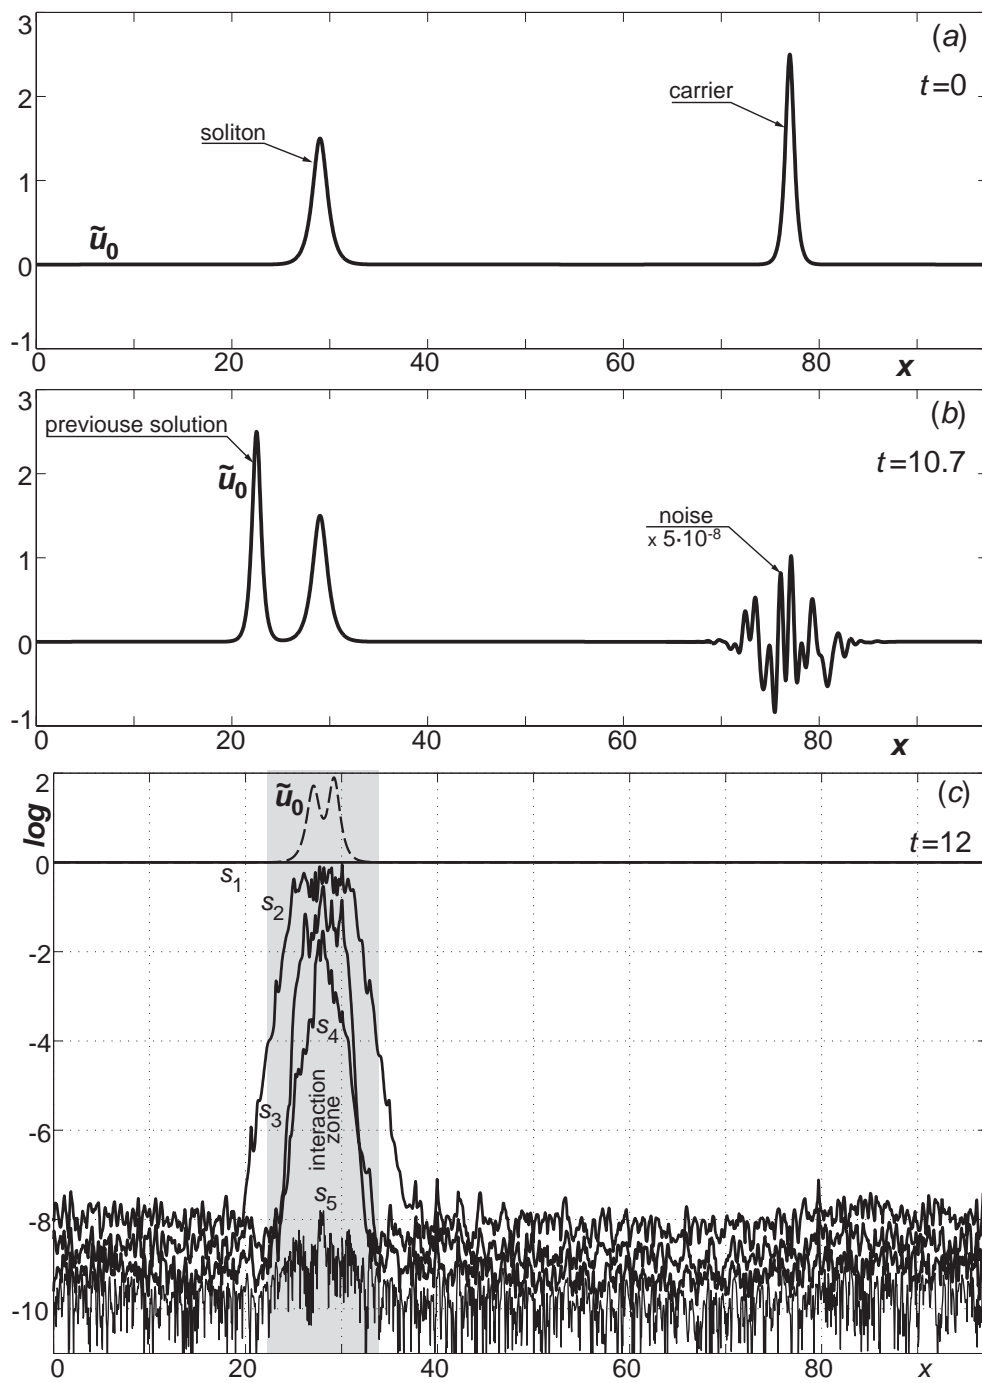 3
(a)
t=0
2
carrier
soliton
1
ũ0
0
-1
0 20 40 60 80
x
3
(b)
previouse solution
t=10.7
2
ũ0
noise
x 5·10-8
1
0
-1
0 20 40 60 80
x
2
(c)
ũ0
log
t=12
0
s1
s2
-2
s4
-4
s3
interaction
zone
-6
s5
-8
-10
0 20 40 60 80 x